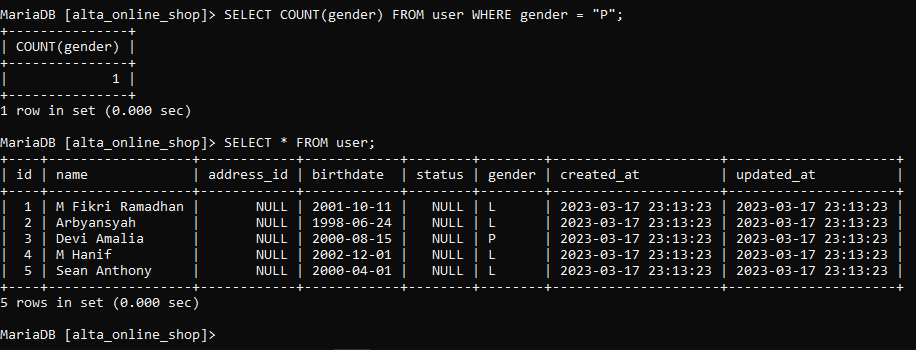 MariaDB [alta_online_shop]> SELECT COUNT(gender) FROM user WHERE gender = "P";
+---------------+
| COUNT(gender) |
+---------------+
|             1 |
+---------------+
1 row in set (0.000 sec)

MariaDB [alta_online_shop]> SELECT * FROM user;
+----+------------------+------------+------------+--------+--------+---------------------+---------------------+
| id | name             | address_id | birthdate  | status | gender | created_at          | updated_at          |
+----+------------------+------------+------------+--------+--------+---------------------+---------------------+
|  1 | M Fikri Ramadhan |       NULL | 2001-10-11 |   NULL | L      | 2023-03-17 23:13:23 | 2023-03-17 23:13:23 |
|  2 | Arbyansyah       |       NULL | 1998-06-24 |   NULL | L      | 2023-03-17 23:13:23 | 2023-03-17 23:13:23 |
|  3 | Devi Amalia      |       NULL | 2000-08-15 |   NULL | P      | 2023-03-17 23:13:23 | 2023-03-17 23:13:23 |
|  4 | M Hanif          |       NULL | 2002-12-01 |   NULL | L      | 2023-03-17 23:13:23 | 2023-03-17 23:13:23 |
|  5 | Sean Anthony     |       NULL | 2000-04-01 |   NULL | L      | 2023-03-17 23:13:23 | 2023-03-17 23:13:23 |
+----+------------------+------------+------------+--------+--------+---------------------+---------------------+
5 rows in set (0.000 sec)

MariaDB [alta_online_shop]>